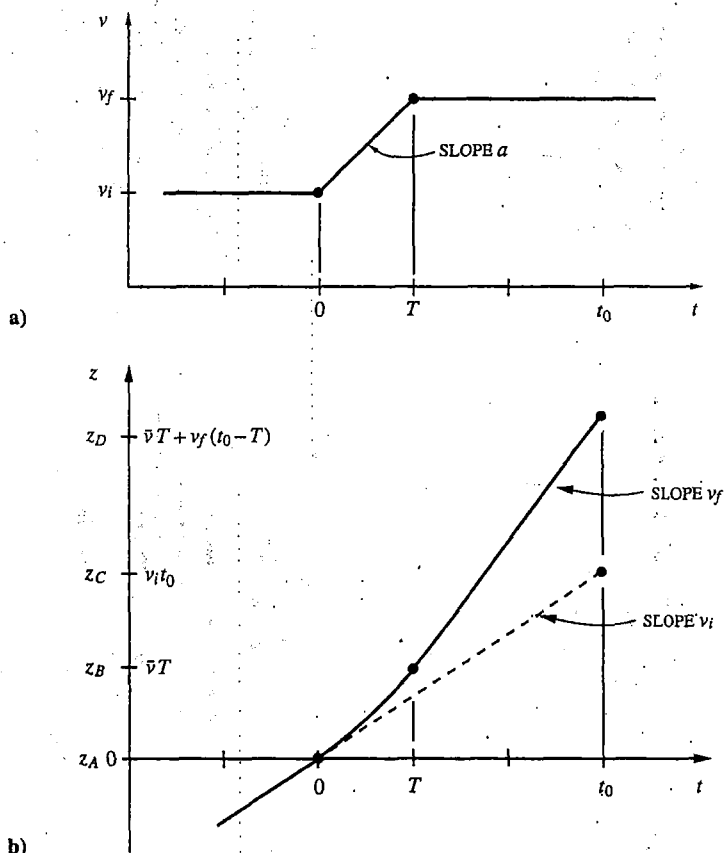 v
v_f
SLOPE a
v_i
0 T t_0 t
a)
z
z_D v̄T + v_f (t_0 – T)
SLOPE v_f
z_C v_i t_0
SLOPE v_i
z_B v̄T
z_A 0
0 T t_0 t
b)